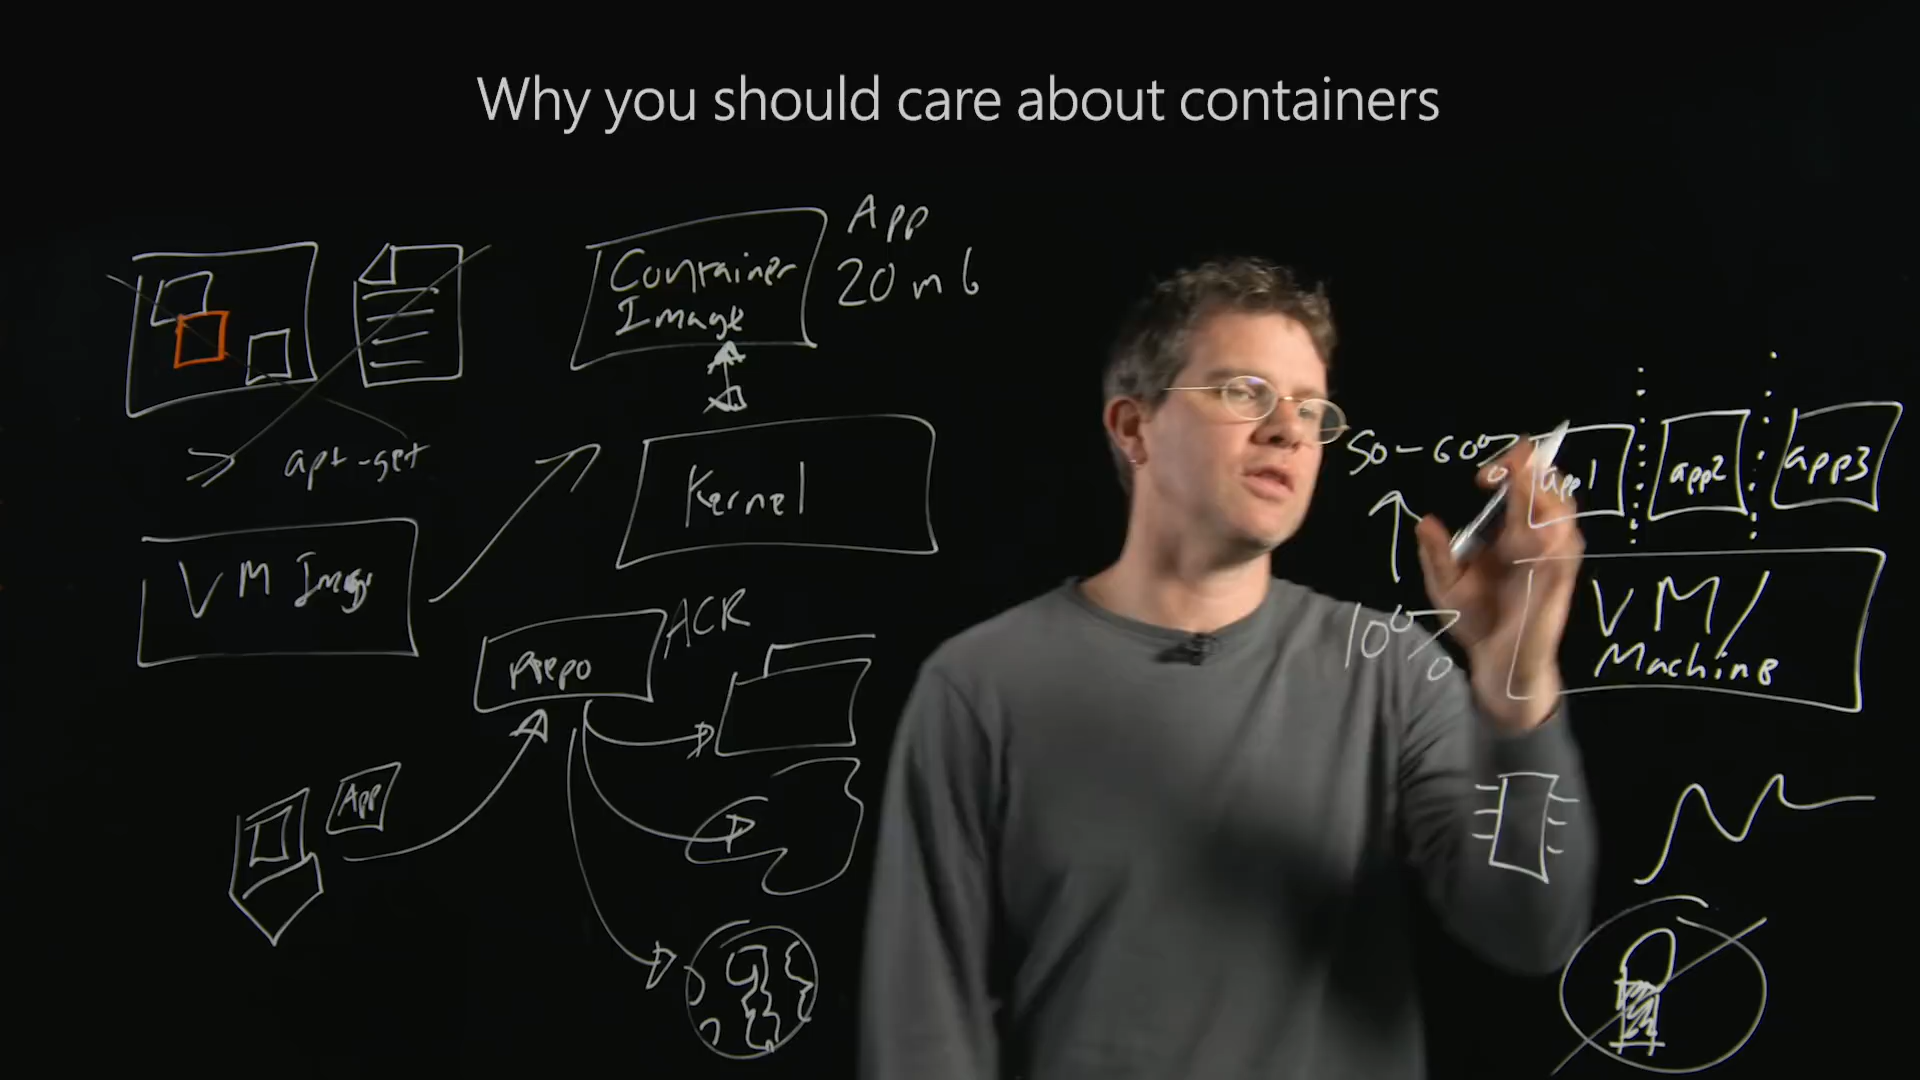 Why you should care about containers
App
20 mb
Container
Image
apt-get
Kernel
VM Image
ACR
Repo
App
50-60%
10%
app1
app2
app3
VM/
Machine